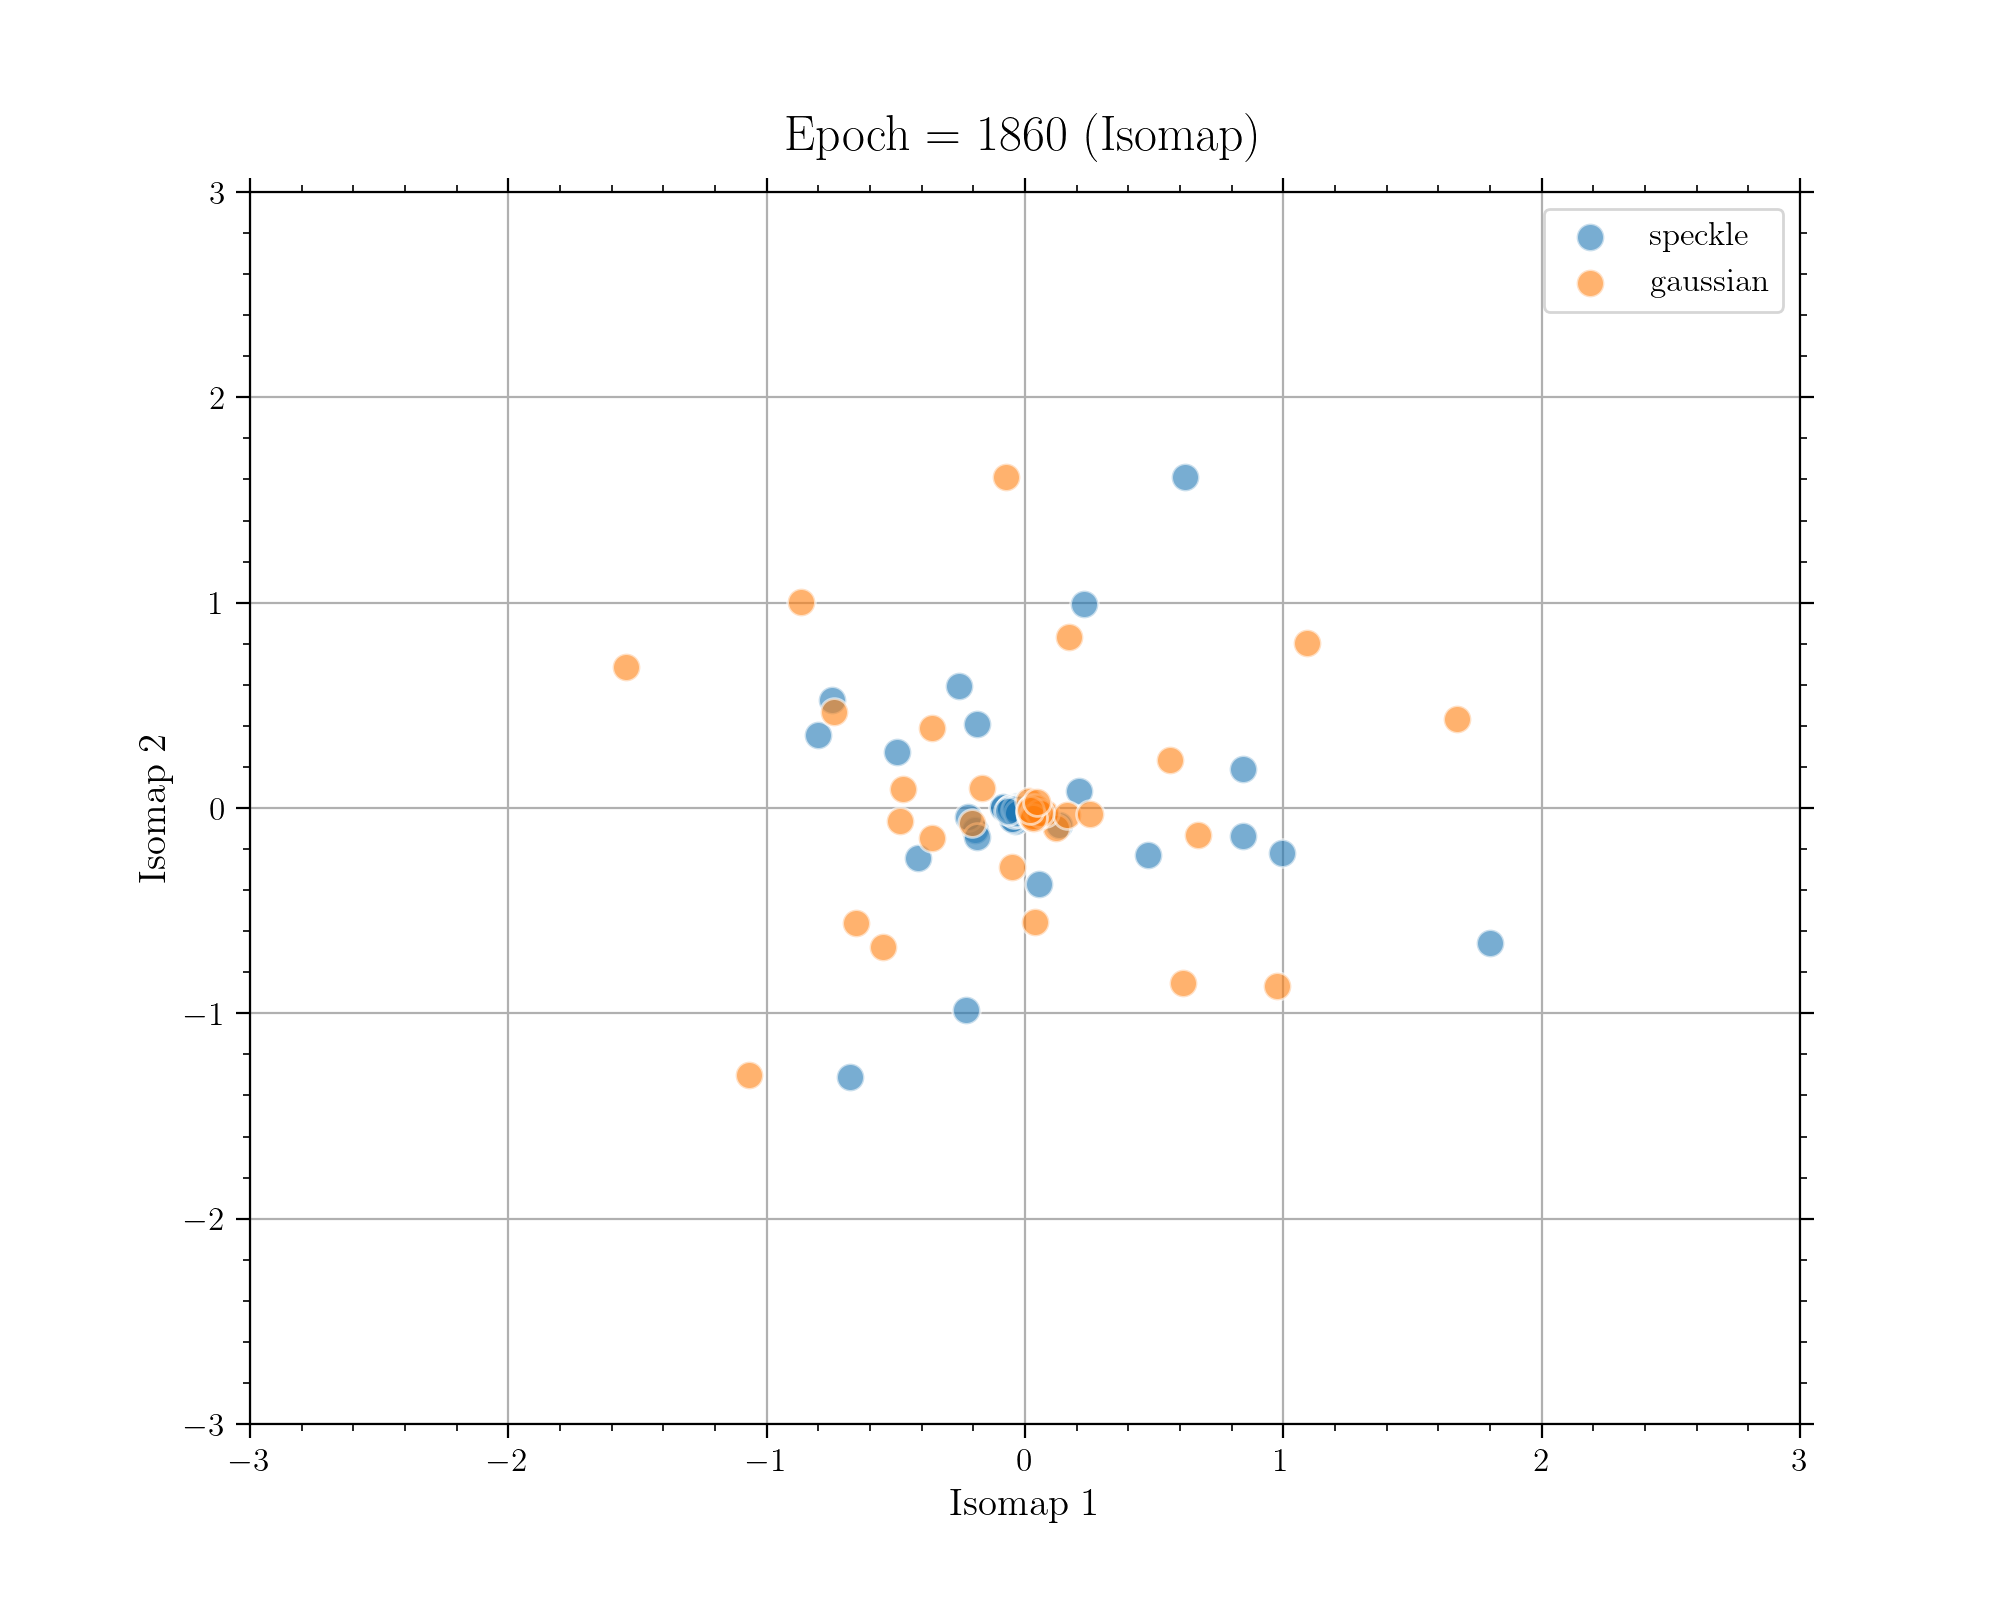 Epoch = 1860 (Isomap)
speckle
gaussian
3
2
1
0
−1
−2
−3
Isomap 2
−3
−2
−1
0
1
2
3
Isomap 1